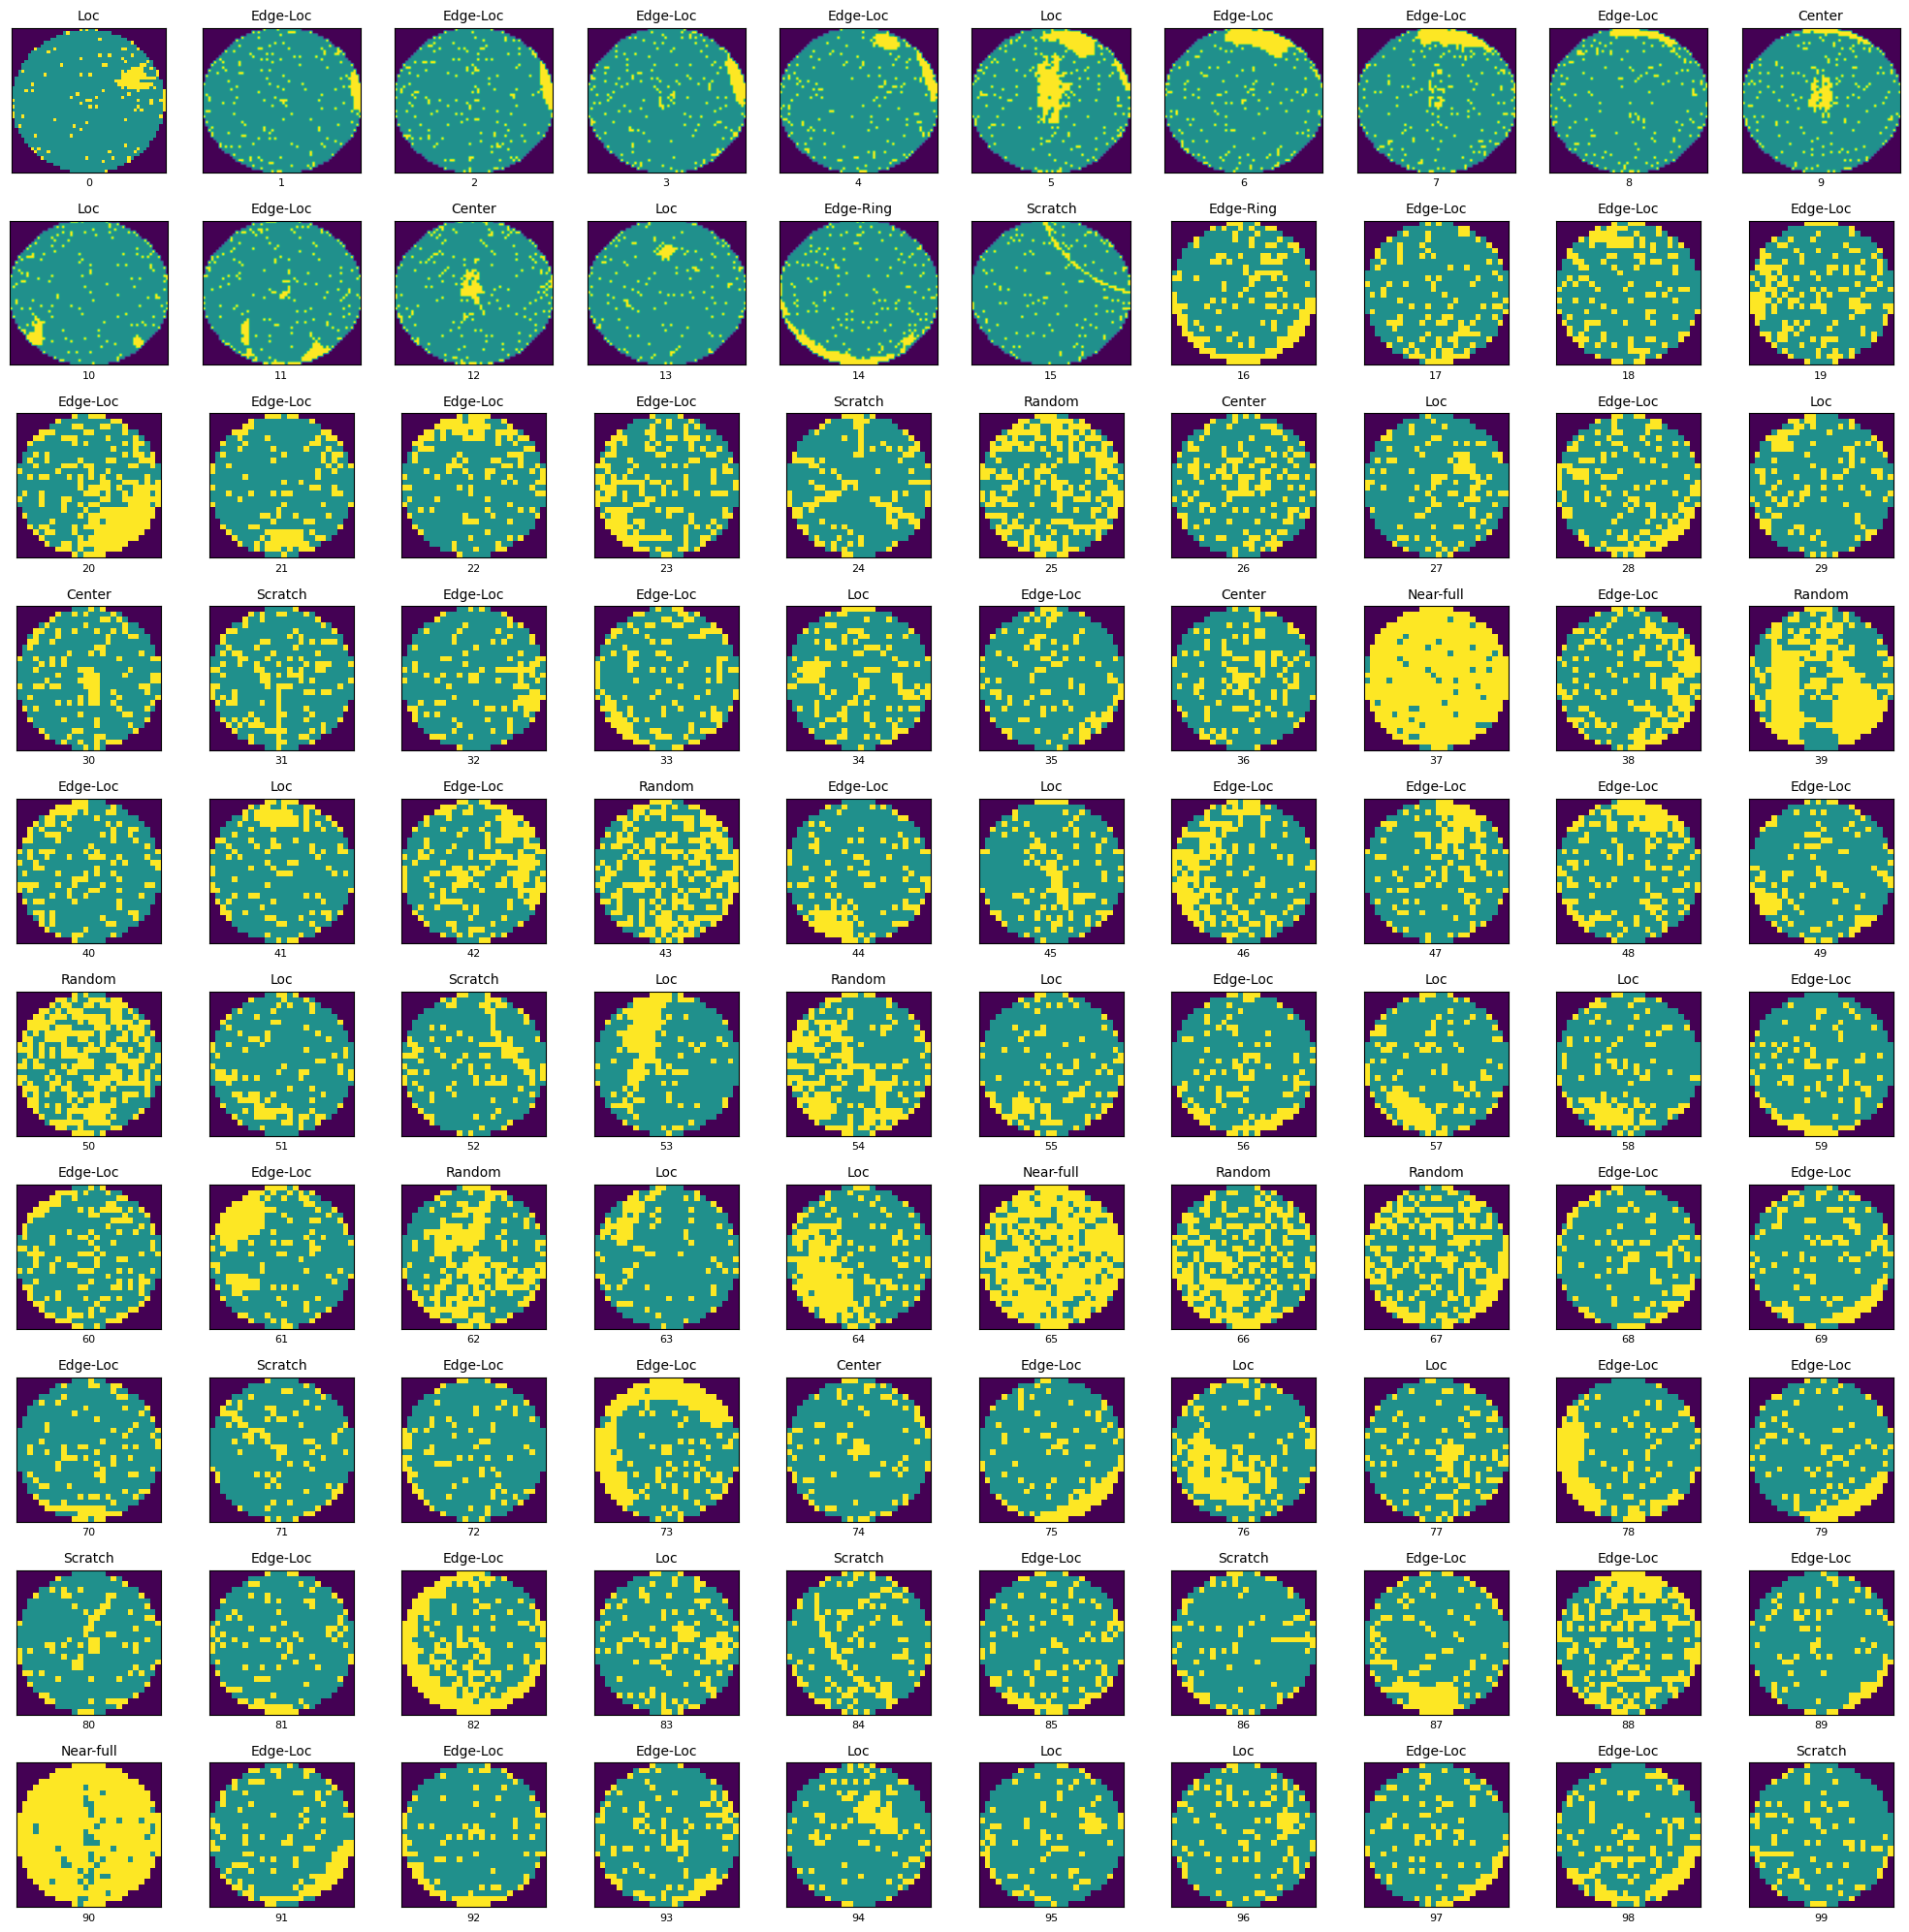 Loc Edge-Loc Edge-Loc Edge-Loc Edge-Loc Loc Edge-Loc Edge-Loc Edge-Loc Center
0 1 2 3 4 5 6 7 8 9
Loc Edge-Loc Center Loc Edge-Ring Scratch Edge-Ring Edge-Loc Edge-Loc Edge-Loc
10 11 12 13 14 15 16 17 18 19
Edge-Loc Edge-Loc Edge-Loc Edge-Loc Scratch Random Center Loc Edge-Loc Loc
20 21 22 23 24 25 26 27 28 29
Center Scratch Edge-Loc Edge-Loc Loc Edge-Loc Center Near-full Edge-Loc Random
30 31 32 33 34 35 36 37 38 39
Edge-Loc Loc Edge-Loc Random Edge-Loc Loc Edge-Loc Edge-Loc Edge-Loc Edge-Loc
40 41 42 43 44 45 46 47 48 49
Random Loc Scratch Loc Random Loc Edge-Loc Loc Loc Edge-Loc
50 51 52 53 54 55 56 57 58 59
Edge-Loc Edge-Loc Random Loc Loc Near-full Random Random Edge-Loc Edge-Loc
60 61 62 63 64 65 66 67 68 69
Edge-Loc Scratch Edge-Loc Edge-Loc Center Edge-Loc Loc Loc Edge-Loc Edge-Loc
70 71 72 73 74 75 76 77 78 79
Scratch Edge-Loc Edge-Loc Loc Scratch Edge-Loc Scratch Edge-Loc Edge-Loc Edge-Loc
80 81 82 83 84 85 86 87 88 89
Near-full Edge-Loc Edge-Loc Edge-Loc Loc Loc Loc Edge-Loc Edge-Loc Scratch
90 91 92 93 94 95 96 97 98 99